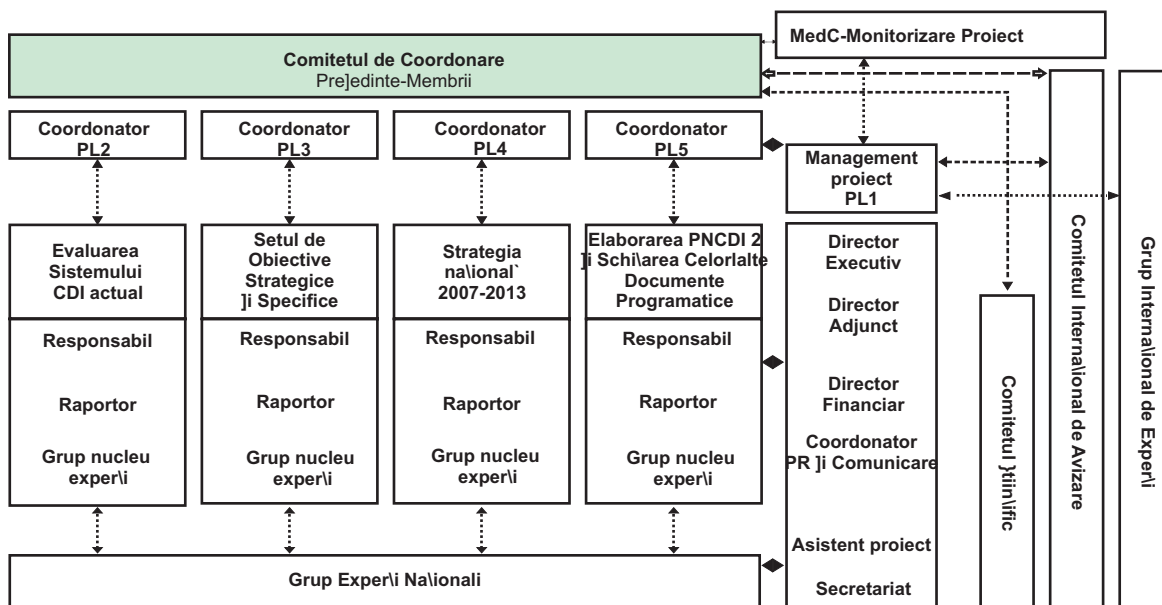 MedC-Monitorizare Proiect
Comitetul de Coordonare
Pre]edinte-Membrii
Coordonator
PL2
Coordonator
PL3
Coordonator
PL4
Coordonator
PL5
Management
proiect
PL1
Evaluarea
Sistemului
CDI actual
Setul de
Obiective
Strategice
]i Specifice
Strategia
na\ional`
2007-2013
Elaborarea PNCDI 2
]i Schi\area Celorlalte
Documente
Programatice
Responsabil
Raportor
Grup nucleu
exper\i
Responsabil
Raportor
Grup nucleu
exper\i
Responsabil
Raportor
Grup nucleu
exper\i
Responsabil
Raportor
Grup nucleu
exper\i
Director
Executiv
Director
Adjunct
Director
Financiar
Coordonator
PR ]i Comunicare
Asistent proiect
Secretariat
Grup Exper\i Na\ionali
Comitetul }tiin\ific
Comitetul Interna\ional de Avizare
Grup Interna\ional de Exper\i